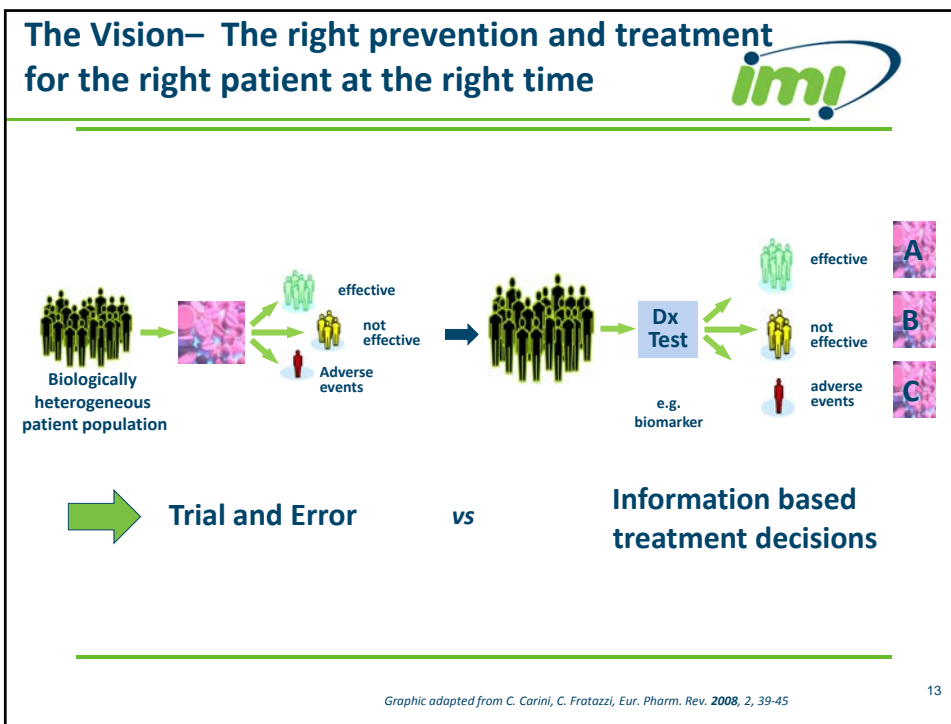 The Vision– The right prevention and treatment
for the right patient at the right time
imi
Biologically
heterogeneous
patient population
effective
not
effective
Adverse
events
Dx
Test
e.g.
biomarker
effective
not
effective
adverse
events
A
B
C
Trial and Error
vs
Information based
treatment decisions
Graphic adapted from C. Carini, C. Fratazzi, Eur. Pharm. Rev. 2008, 2, 39-45
13